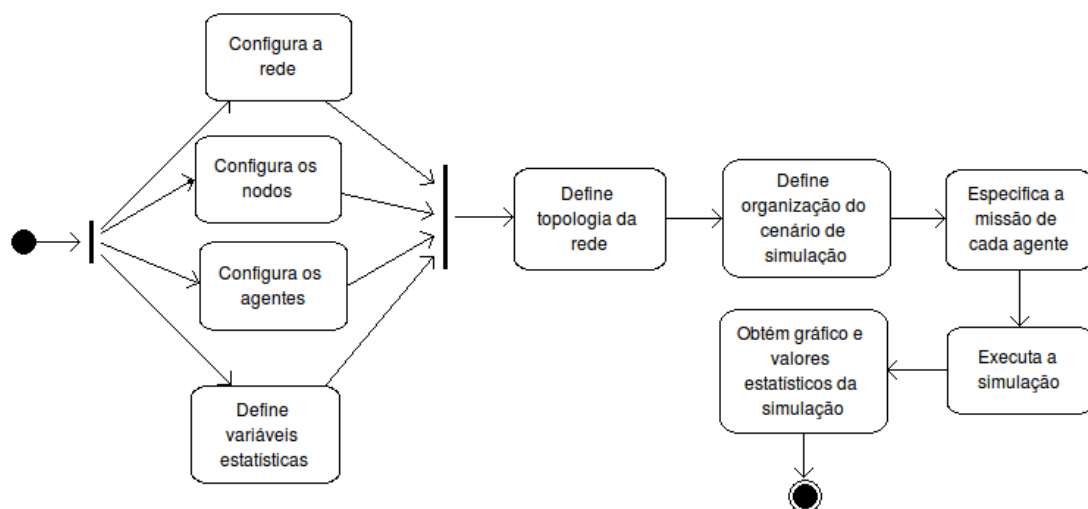 Configura a
rede
Configura os
nodos
Configura os
agentes
Define
variáveis
estatísticas
Define
topologia da
rede
Define
organização do
cenário de
simulação
Especifica a
missão de
cada agente
Executa a
simulação
Obtém gráfico e
valores
estatísticos da
simulação